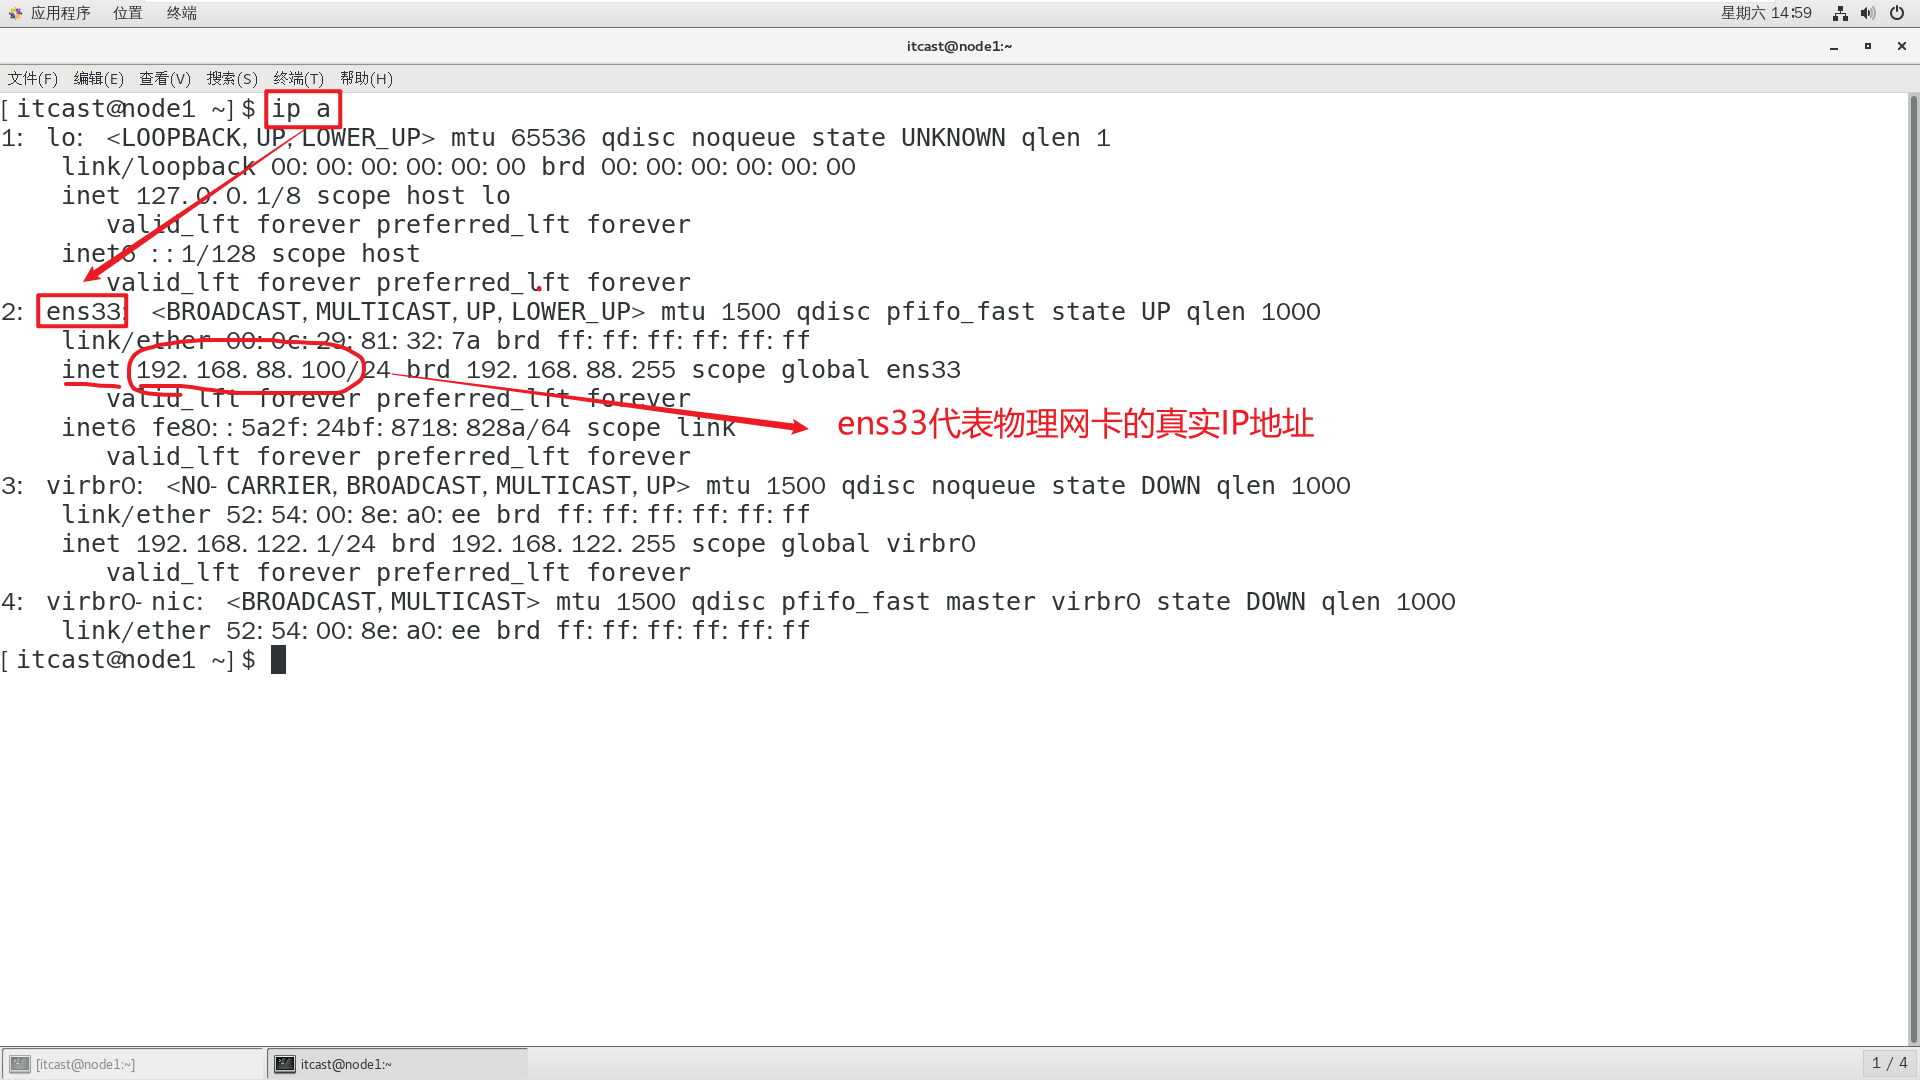 应用程序 位置 终端 星期六 14:59
itcast@node1:~
文件(F) 编辑(E) 查看(V) 搜索(S) 终端(T) 帮助(H)
[itcast@node1 ~]$ ip a
1: lo: <LOOPBACK,UP,LOWER_UP> mtu 65536 qdisc noqueue state UNKNOWN qlen 1
link/loopback 00:00:00:00:00:00 brd 00:00:00:00:00:00
inet 127.0.0.1/8 scope host lo
valid_lft forever preferred_lft forever
inet6 ::1/128 scope host
valid_lft forever preferred_lft forever
2: ens33: <BROADCAST,MULTICAST,UP,LOWER_UP> mtu 1500 qdisc pfifo_fast state UP qlen 1000
link/ether 00:0c:29:81:32:7a brd ff:ff:ff:ff:ff:ff
inet 192.168.88.100/24 brd 192.168.88.255 scope global ens33
valid_lft forever preferred_lft forever
ens33代表物理网卡的真实IP地址
inet6 fe80::5a2f:24bf:8718:828a/64 scope link
valid_lft forever preferred_lft forever
3: virbr0: <NO-CARRIER,BROADCAST,MULTICAST,UP> mtu 1500 qdisc noqueue state DOWN qlen 1000
link/ether 52:54:00:8e:a0:ee brd ff:ff:ff:ff:ff:ff
inet 192.168.122.1/24 brd 192.168.122.255 scope global virbr0
valid_lft forever preferred_lft forever
4: virbr0-nic: <BROADCAST,MULTICAST> mtu 1500 qdisc pfifo_fast master virbr0 state DOWN qlen 1000
link/ether 52:54:00:8e:a0:ee brd ff:ff:ff:ff:ff:ff
[itcast@node1 ~]$
[itcast@node1:~] itcast@node1:~ 1 / 4